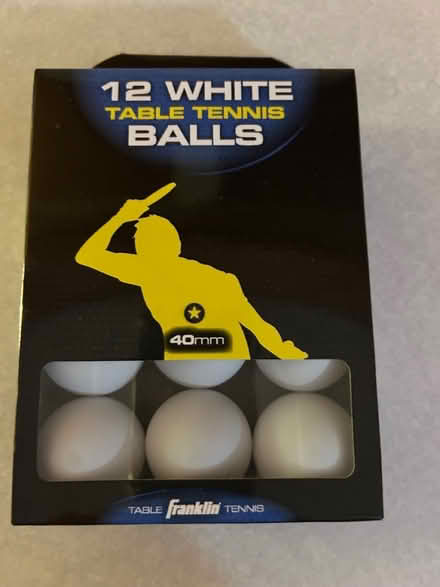 12 WHITE
TABLE TENNIS
BALLS
40mm
TABLE franklin TENNIS